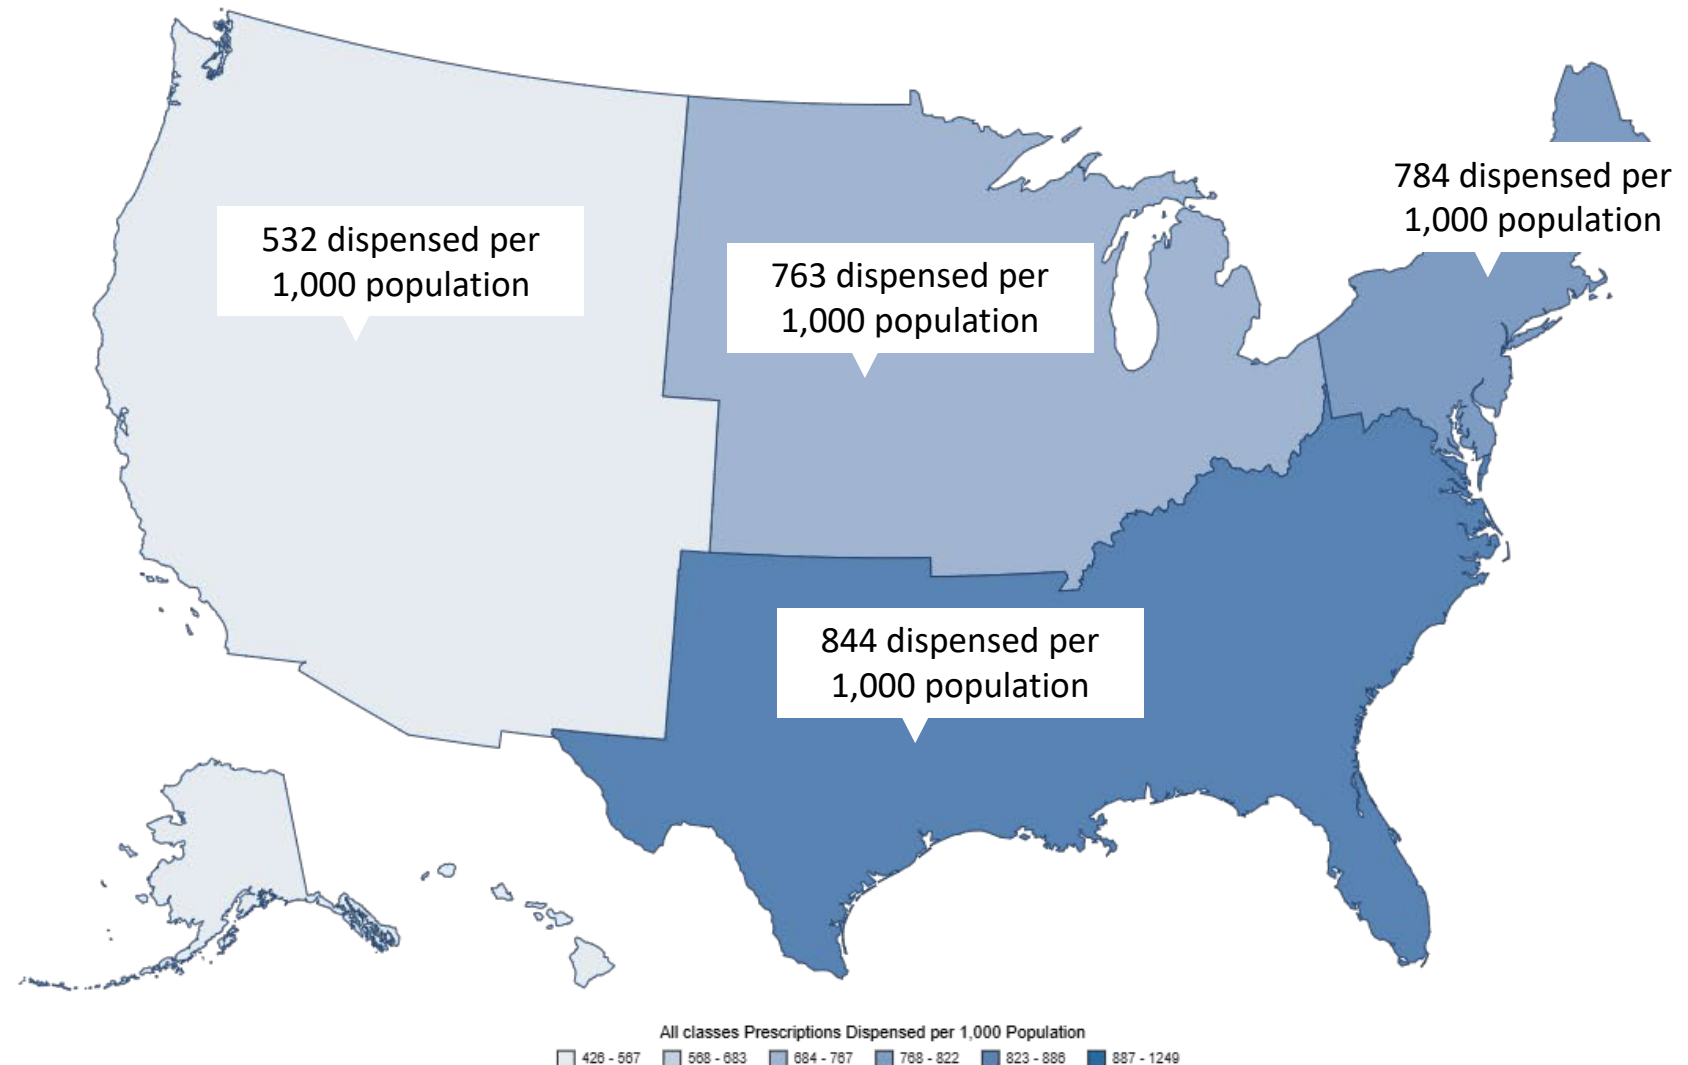 784 dispensed per
1,000 population
532 dispensed per
1,000 population
763 dispensed per
1,000 population
844 dispensed per
1,000 population
All classes Prescriptions Dispensed per 1,000 Population
426 - 567 568 - 683 684 - 767 768 - 822 823 - 886 887 - 1249